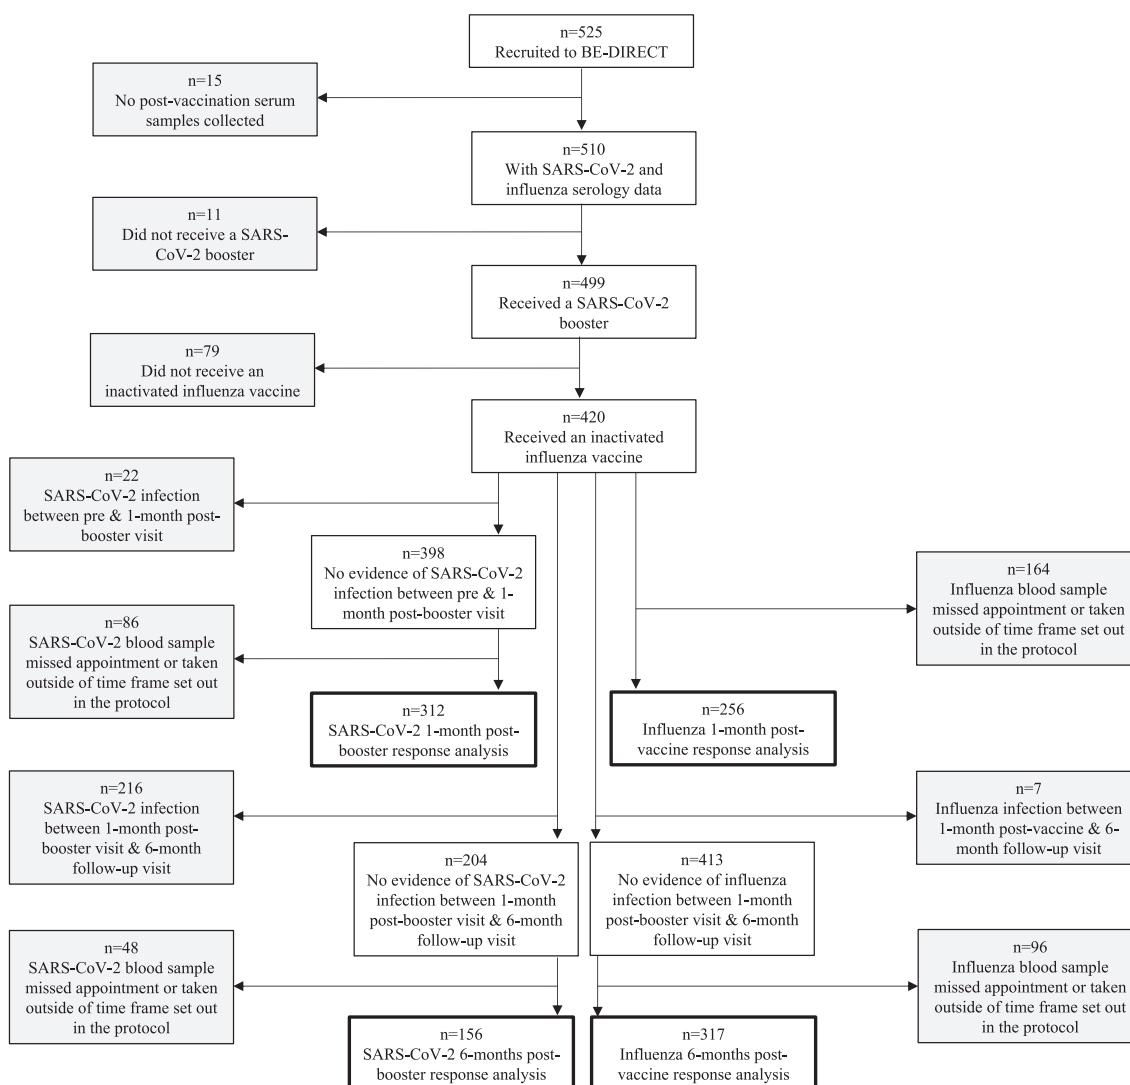 n=525
Recruited to BE-DIRECT
n=15
No post-vaccination serum
samples collected
n=510
With SARS-CoV-2 and
influenza serology data
n=11
Did not receive a SARS-
CoV-2 booster
n=499
Received a SARS-CoV-2
booster
n=79
Did not receive an
inactivated influenza vaccine
n=420
Received an inactivated
influenza vaccine
n=22
SARS-CoV-2 infection
between pre & 1-month post-
booster visit
n=398
No evidence of SARS-CoV-2
infection between pre & 1-
month post-booster visit
n=164
Influenza blood sample
missed appointment or taken
outside of time frame set out
in the protocol
n=86
SARS-CoV-2 blood sample
missed appointment or taken
outside of time frame set out
in the protocol
n=312
SARS-CoV-2 1-month post-
booster response analysis
n=256
Influenza 1-month post-
vaccine response analysis
n=216
SARS-CoV-2 infection
between 1-month post-
booster visit & 6-month
follow-up visit
n=7
Influenza infection between
1-month post-vaccine & 6-
month follow-up visit
n=204
No evidence of SARS-CoV-2
infection between 1-month
post-booster visit & 6-month
follow-up visit
n=413
No evidence of influenza
infection between 1-month
post-booster visit & 6-month
follow-up visit
n=48
SARS-CoV-2 blood sample
missed appointment or taken
outside of time frame set out
in the protocol
n=96
Influenza blood sample
missed appointment or taken
outside of time frame set out
in the protocol
n=156
SARS-CoV-2 6-months post-
booster response analysis
n=317
Influenza 6-months post-
vaccine response analysis